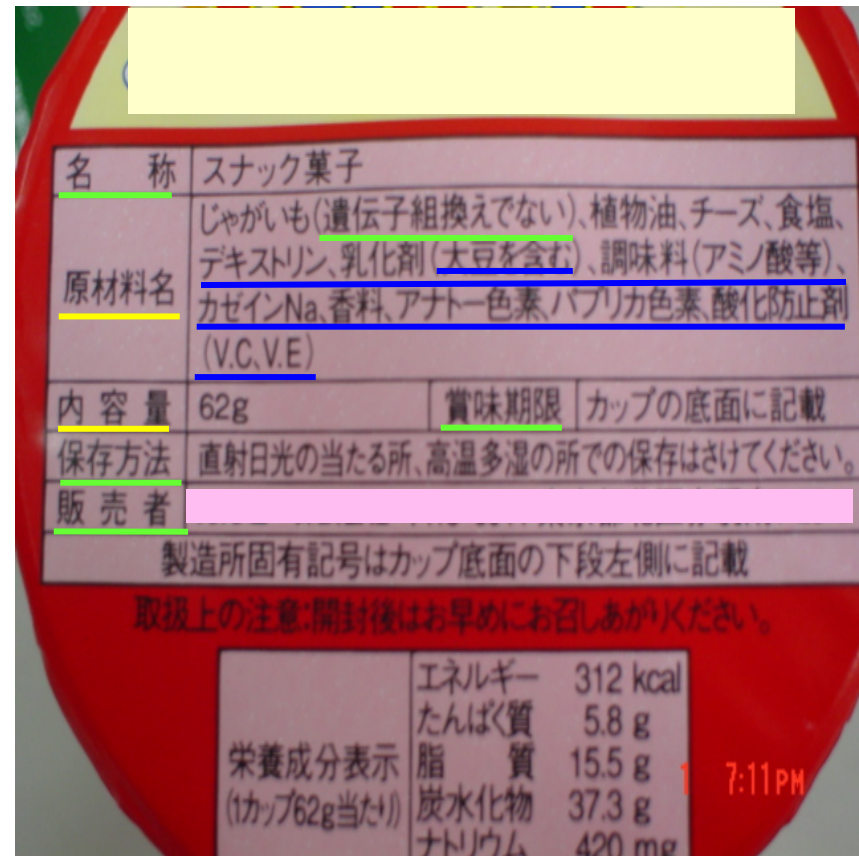 名称 スナック菓子
原材料名 じゃがいも(遺伝子組換えでない)、植物油、チーズ、食塩、
デキストリン、乳化剤(大豆を含む)、調味料(アミノ酸等)、
カゼインNa、香料、アナトー色素、パプリカ色素、酸化防止剤
(V.C、V.E)
内容量 62g 賞味期限 カップの底面に記載
保存方法 直射日光の当たる所、高温多湿の所での保存はさけてください。
販売者
製造所固有記号はカップ底面の下段左側に記載
取扱上の注意:開封後はお早めにお召しあがりください。
栄養成分表示
(1カップ62g当たり)
エネルギー 312 kcal
たんぱく質 5.8 g
脂質 15.5 g
炭水化物 37.3 g
ナトリウム 420 mg
1 7:11PM